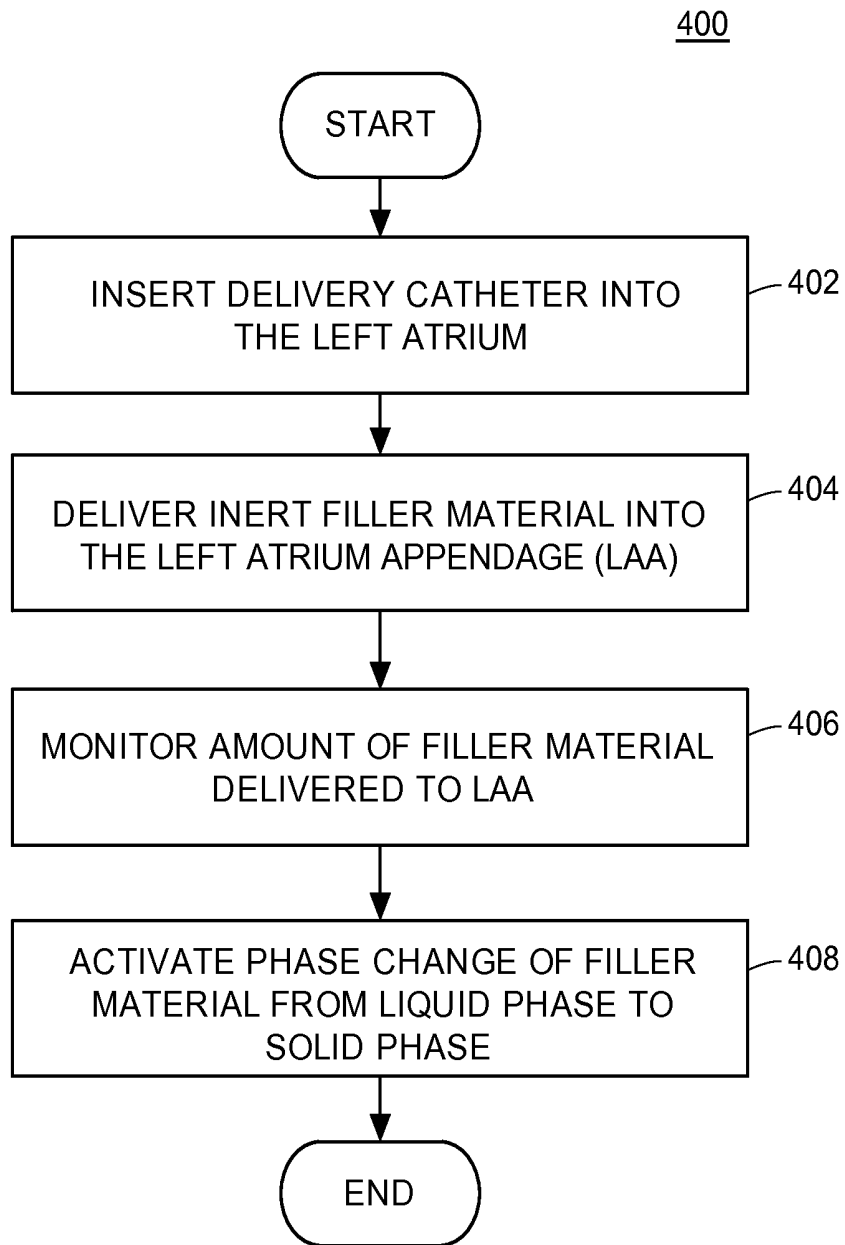 400
START
INSERT DELIVERY CATHETER INTO
THE LEFT ATRIUM
402
DELIVER INERT FILLER MATERIAL INTO
THE LEFT ATRIUM APPENDAGE (LAA)
404
MONITOR AMOUNT OF FILLER MATERIAL
DELIVERED TO LAA
406
ACTIVATE PHASE CHANGE OF FILLER
MATERIAL FROM LIQUID PHASE TO
SOLID PHASE
408
END